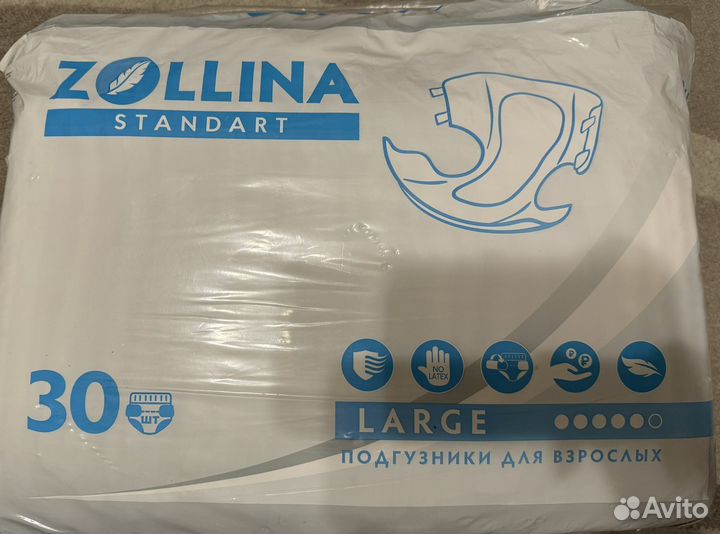 ZOLLINA
STANDART
NO
LATEX
30
ШТ
LARGE
ПОДГУЗНИКИ ДЛЯ ВЗРОСЛЫХ
Avito